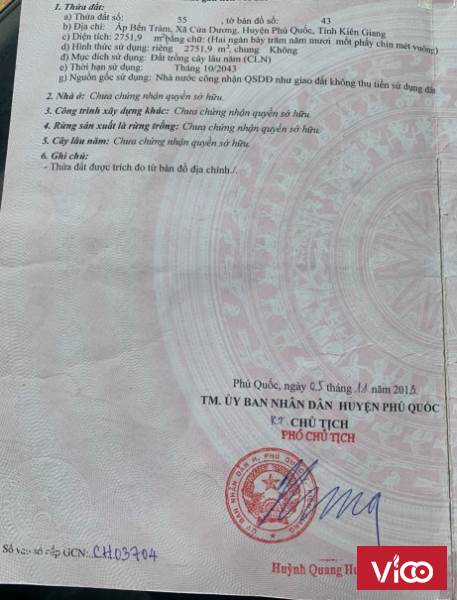 1. Thửa đất:
a) Thửa đất số: 55 , tờ bản đồ số: 43
b) Địa chỉ: Ấp Bến Tràm, Xã Cửa Dương, Huyện Phú Quốc, Tỉnh Kiên Giang
c) Diện tích: 2751,9 m² bằng chữ: (Hai ngàn bảy trăm năm mươi mốt phẩy chín mét vuông)
d) Hình thức sử dụng: riêng 2751,9 m², chung Không
đ) Mục đích sử dụng: Đất trồng cây lâu năm (CLN)
e) Thời hạn sử dụng: Tháng 10/2043
g) Nguồn gốc sử dụng: Nhà nước công nhận QSDĐ như giao đất không thu tiền sử dụng đất
2. Nhà ở: Chưa chứng nhận quyền sở hữu.
3. Công trình xây dựng khác: Chưa chứng nhận quyền sở hữu.
4. Rừng sản xuất là rừng trồng: Chưa chứng nhận quyền sở hữu.
5. Cây lâu năm: Chưa chứng nhận quyền sở hữu.
6. Ghi chú:
- Thửa đất được trích đo từ bản đồ địa chính./.
Phú Quốc, ngày 05 tháng 11 năm 2013
TM. ỦY BAN NHÂN DÂN HUYỆN PHÚ QUỐC
KT. CHỦ TỊCH
PHÓ CHỦ TỊCH
Số vào sổ cấp GCN: CH03704
Huỳnh Quang
Vico